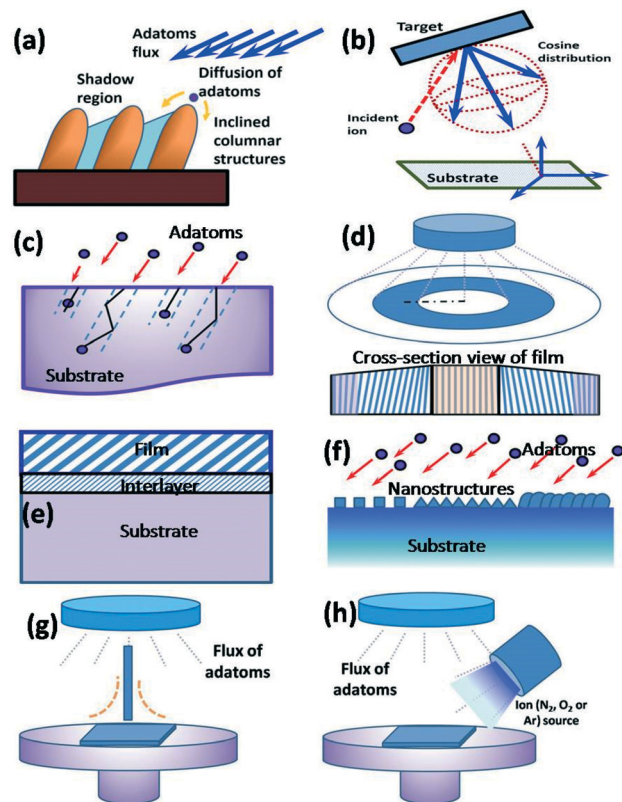 (a)
Adatoms
flux
Shadow
region
Diffusion of
adatoms
Inclined
columnar
structures
(b)
Target
Cosine
distribution
Incident
ion
Substrate
(c)
Adatoms
Substrate
(d)
Cross-section view of film
Film
Interlayer
(e)
Substrate
(f)
Adatoms
Nanostructures
Substrate
(g)
Flux of
adatoms
(h)
Flux of
adatoms
Ion (N₂, O₂ or
Ar) source